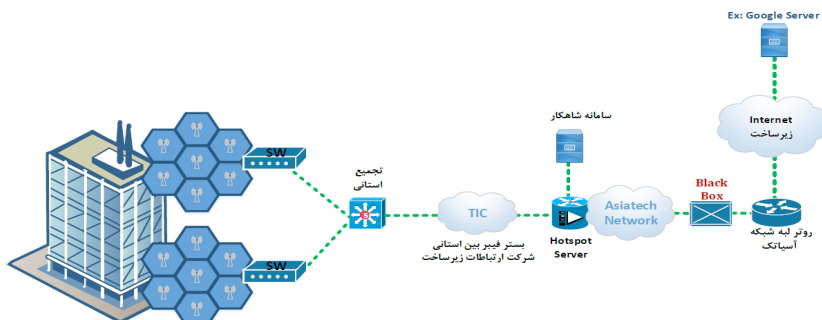 Ex: Google Server
Internet
زیرساخت
سامانه شاهکار
SW
تجمیع
استانی
TIC
Asiatech
Network
Black
Box
Hotspot
Server
بستر فیبر بین استانی
شرکت ارتباطات زیرساخت
روتر لبه شبکه
آسیاتک
SW